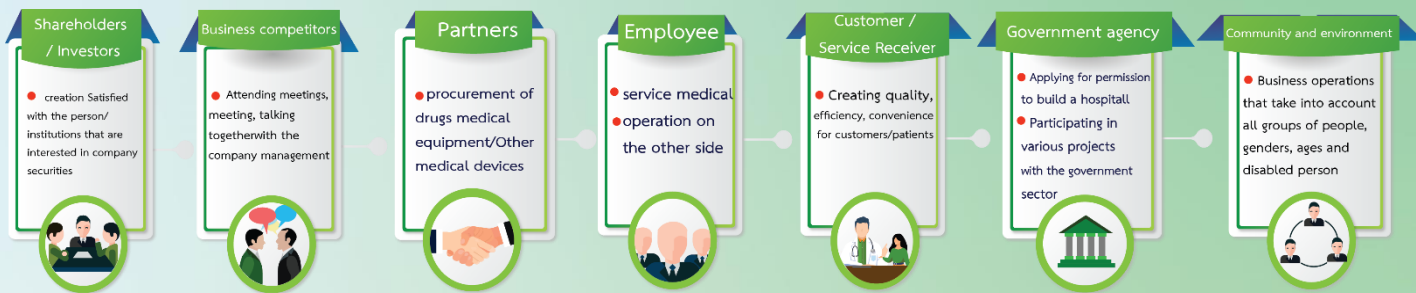 Shareholders
/ Investors
creation Satisfied
with the person/
institutions that are
interested in company
securities
Business competitors
Attending meetings,
meeting, talking
togetherwith the
company management
Partners
procurement of
drugs medical
equipment/Other
medical devices
Employee
service medical
operation on
the other side
Customer /
Service Receiver
Creating quality,
efficiency, convenience
for customers/patients
Government agency
Applying for permission
to build a hospitall
Participating in
various projects
with the government
sector
Community and environment
Business operations
that take into account
all groups of people,
genders, ages and
disabled person